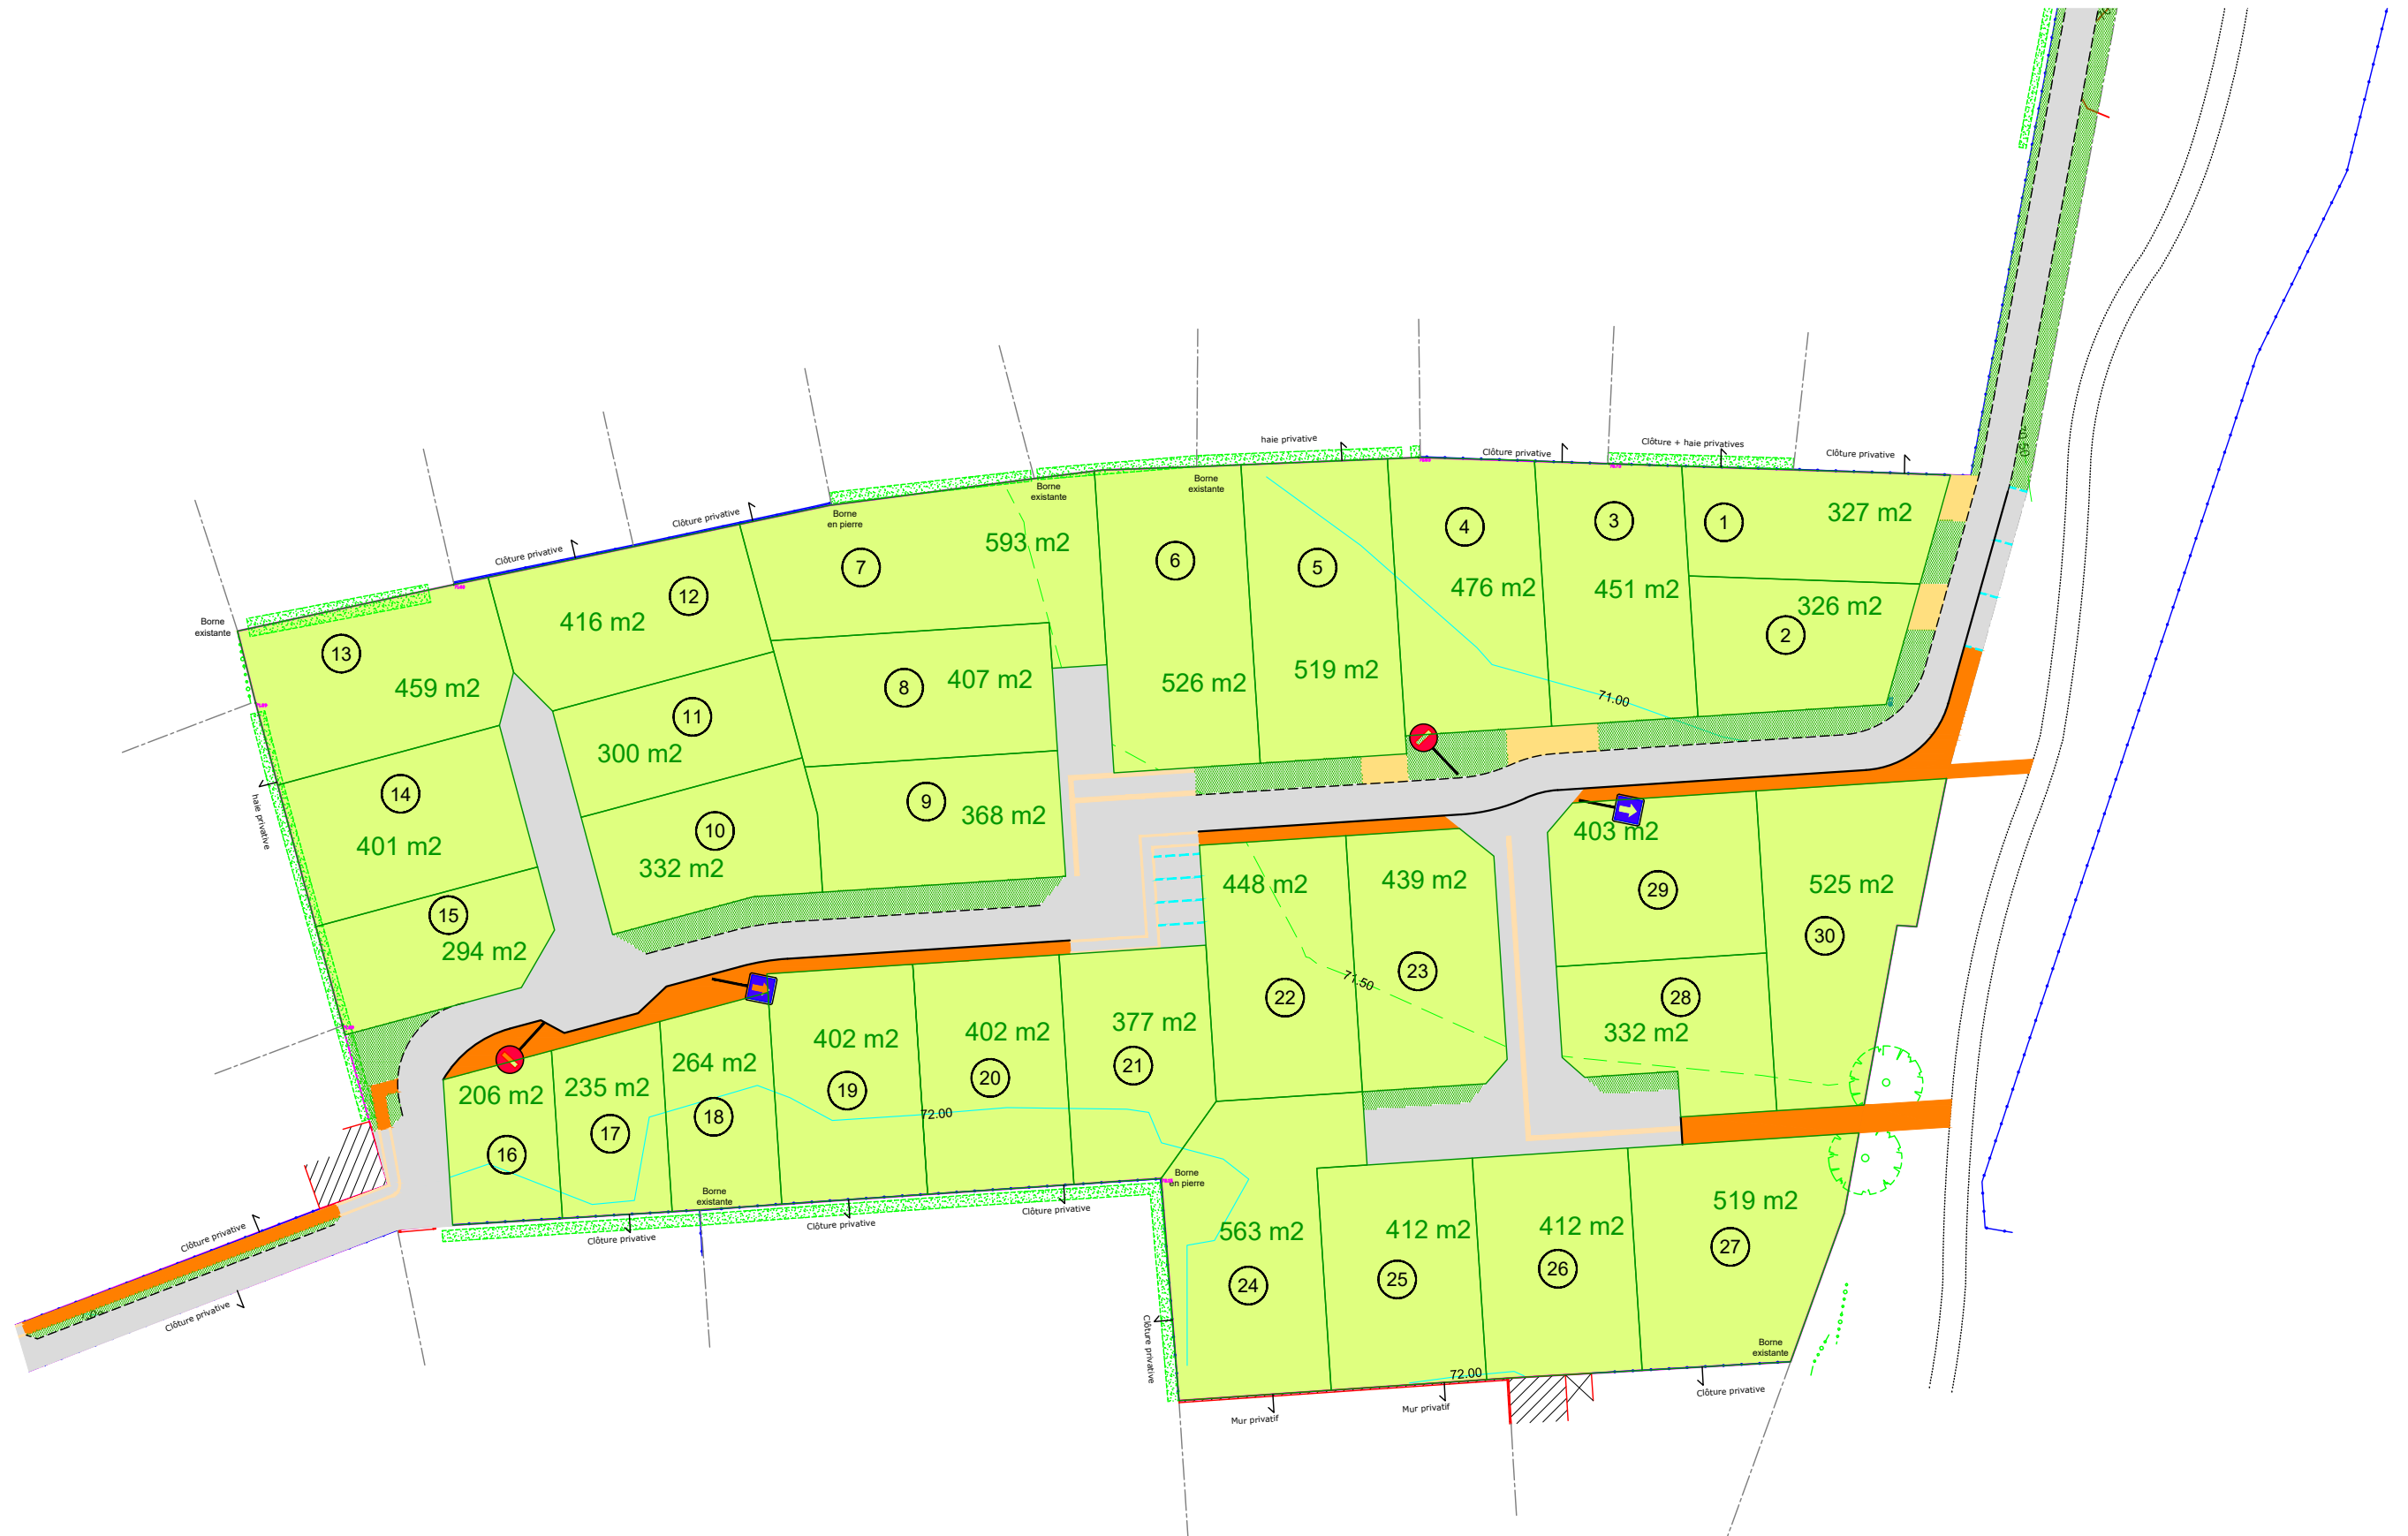 70.50
haie privative
Clôture privative
Clôture + haie privatives
Clôture privative
Borne
existante
Borne
existante
Clôture privative
Borne
en pierre
Clôture privative
Borne
existante
1
327 m2
2
326 m2
3
451 m2
4
476 m2
5
519 m2
6
526 m2
7
593 m2
8
407 m2
9
368 m2
12
416 m2
11
300 m2
10
332 m2
13
459 m2
14
401 m2
15
294 m2
haie privative
71.00
403 m2
29
525 m2
30
448 m2
22
439 m2
23
71.50
28
332 m2
206 m2
16
235 m2
17
264 m2
18
402 m2
19
402 m2
20
377 m2
21
72.00
Borne
existante
Borne
en pierre
Clôture privative
Clôture privative
Clôture privative
Clôture privative
Clôture privative
563 m2
24
412 m2
25
412 m2
26
519 m2
27
Clôture privative
Borne
existante
72.00
Mur privatif
Mur privatif
Clôture privative